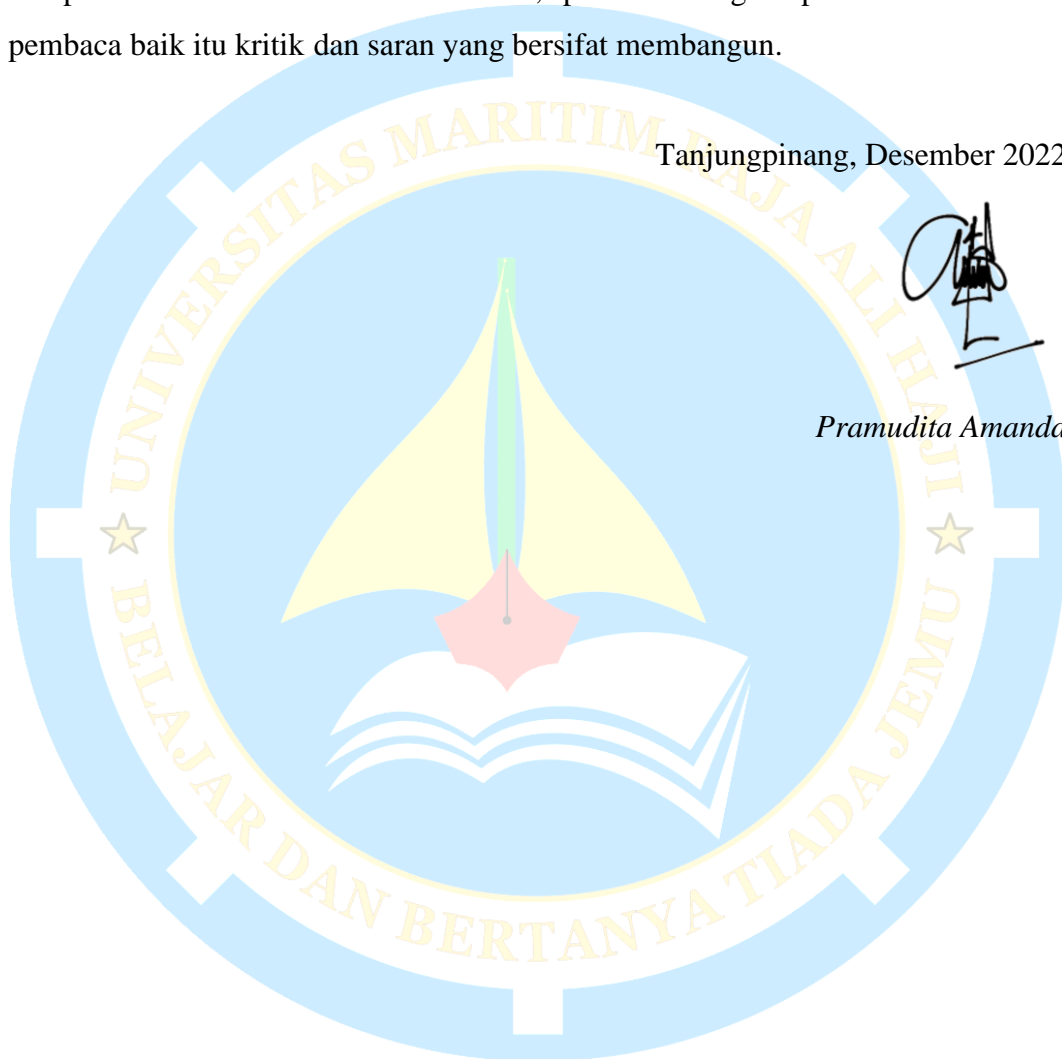 pembaca baik itu kritik dan saran yang bersifat membangun.
Tanjungpinang, Desember 2022
Pramudita Amanda
UNIVERSITAS MARITIM RAJA ALI HAJI
BELAJAR DAN BERTANYA TIADA JEMU